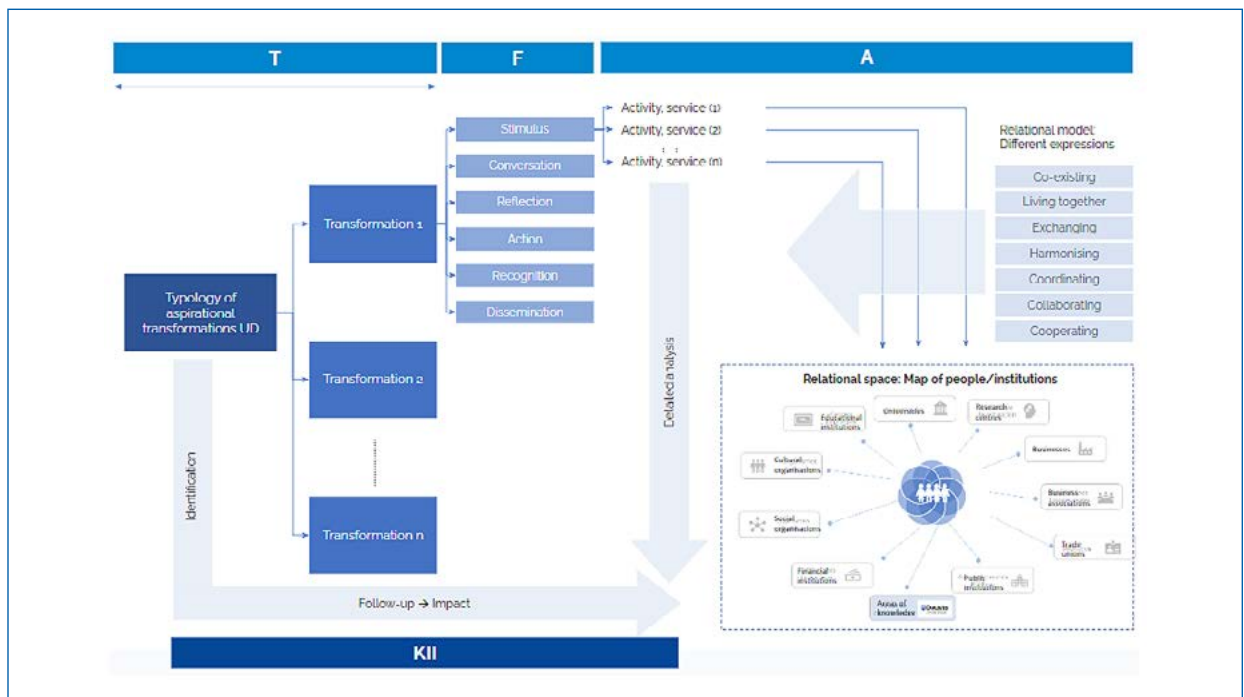 T
F
A
Stimulus
Conversation
Reflection
Action
Recognition
Dissemination
Activity, service (1)
Activity, service (2)
Activity, service (n)
Relational model:
Different expressions
Co-existing
Living together
Exchanging
Harmonising
Coordinating
Collaborating
Cooperating
Typology of
aspirational
transformations UD
Transformation 1
Transformation 2
Transformation n
Identification
Detailed analysis
Follow-up → Impact
KII
Relational space: Map of people/institutions
Universities
Research
centres
Educational
institutions
Businesses
Cultural
organisations
Business
associations
Social
organisations
Trade
unions
Financial
institutions
Public
institutions
Areas of
knowledge